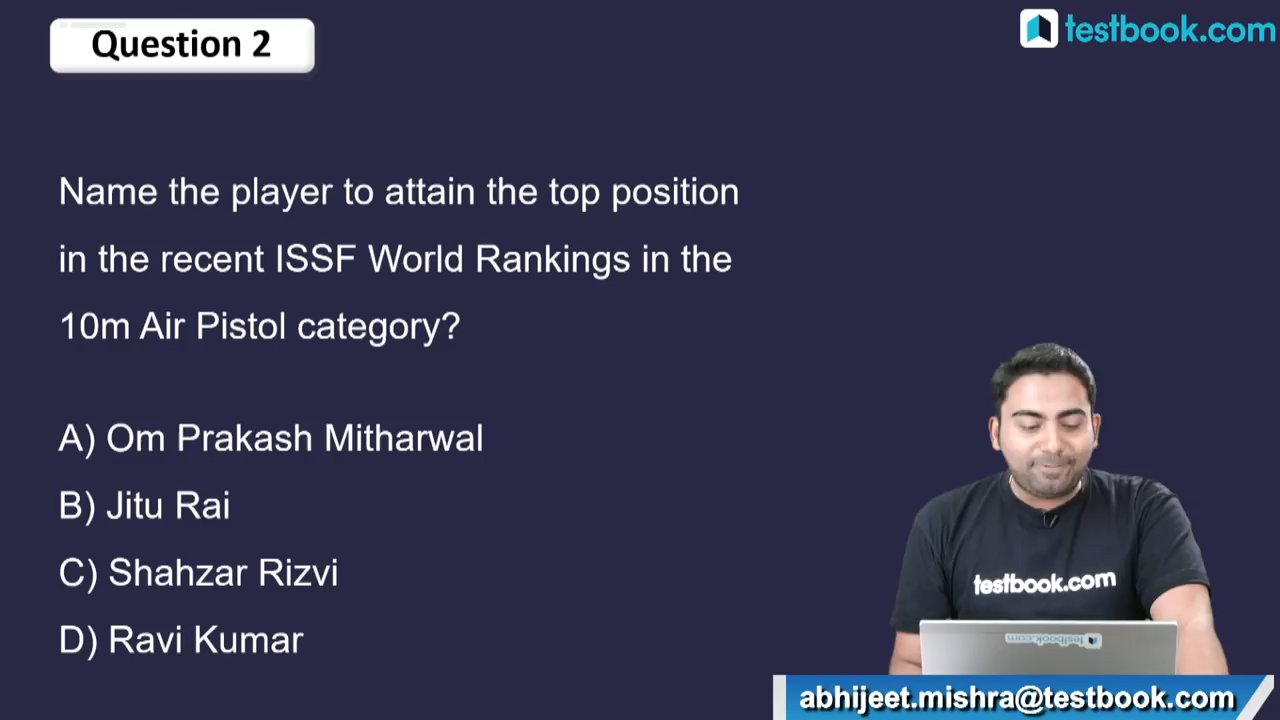 Question 2
testbook.com
Name the player to attain the top position
in the recent ISSF World Rankings in the
10m Air Pistol category?
A) Om Prakash Mitharwal
B) Jitu Rai
C) Shahzar Rizvi
D) Ravi Kumar
testbook.com
testbook.com
abhijeet.mishra@testbook.com